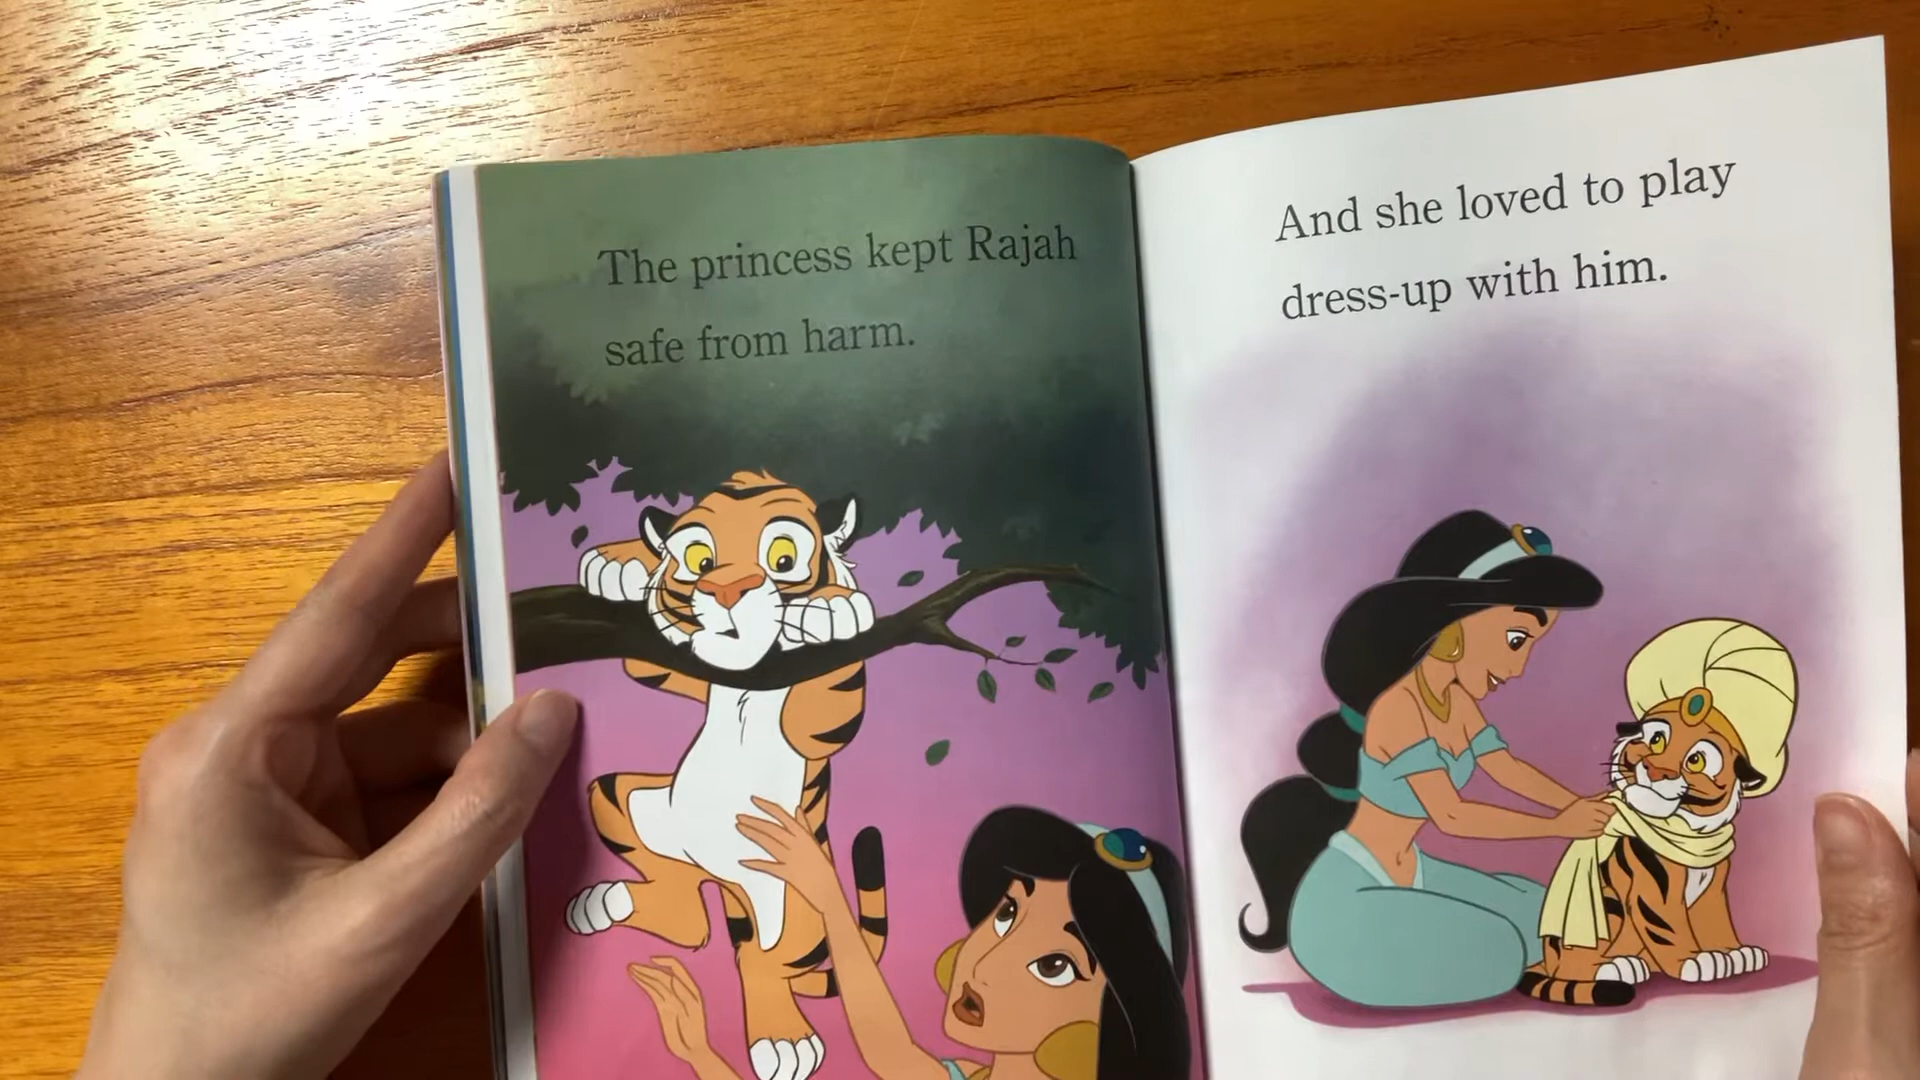 The princess kept Rajah
safe from harm.
And she loved to play
dress-up with him.